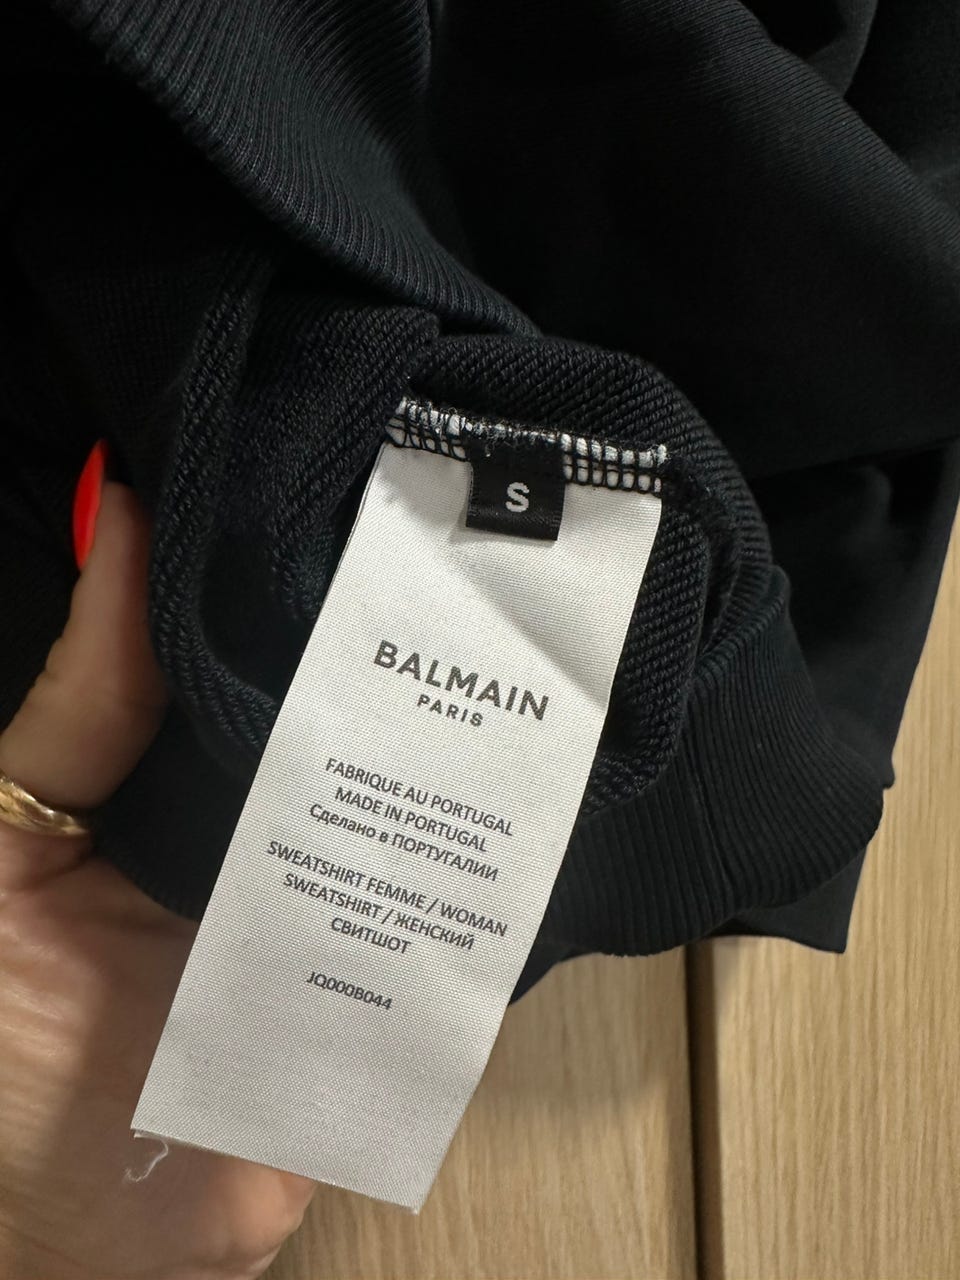 S
BALMAIN
PARIS
FABRIQUE AU PORTUGAL
MADE IN PORTUGAL
Сделано в ПОРТУГАЛИИ
SWEATSHIRT FEMME / WOMAN
SWEATSHIRT / ЖЕНСКИЙ
СВИТШОТ
JQ000B044